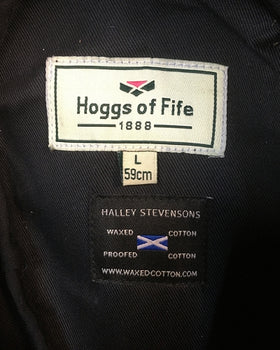 Hoggs of Fife
1888
L
59cm
HALLEY STEVENSONS
WAXED COTTON
PROOFED COTTON
WWW.WAXEDCOTTON.COM